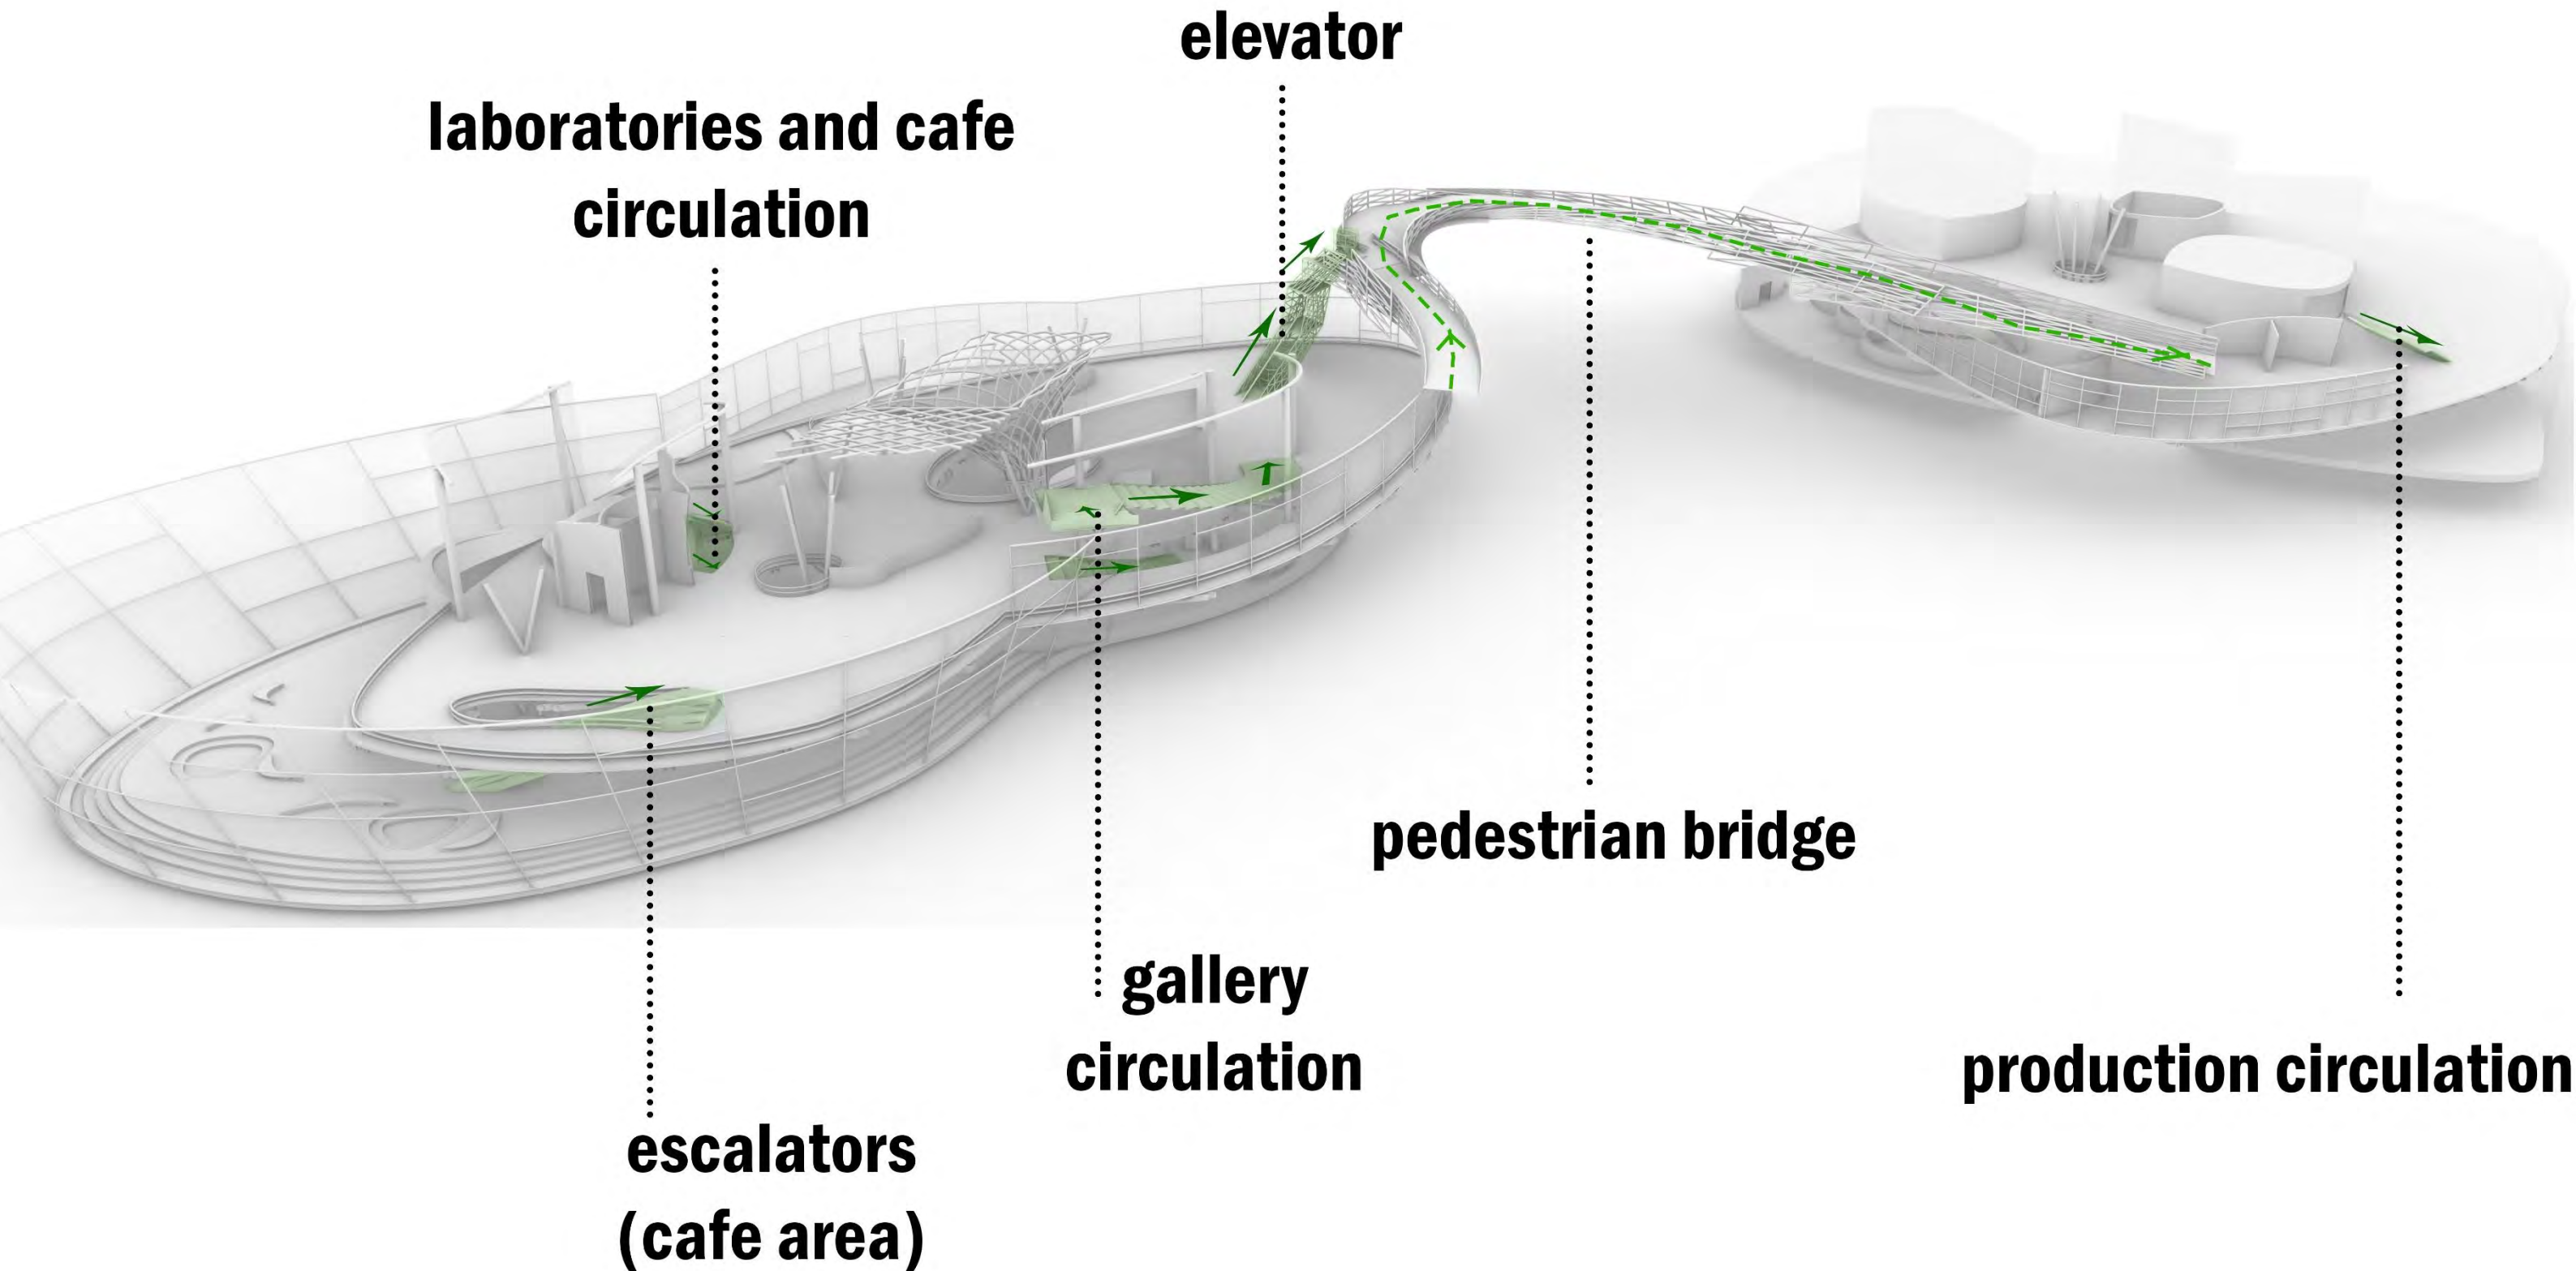 elevator
laboratories and cafe
circulation
pedestrian bridge
gallery
circulation
production circulation
escalators
(cafe area)